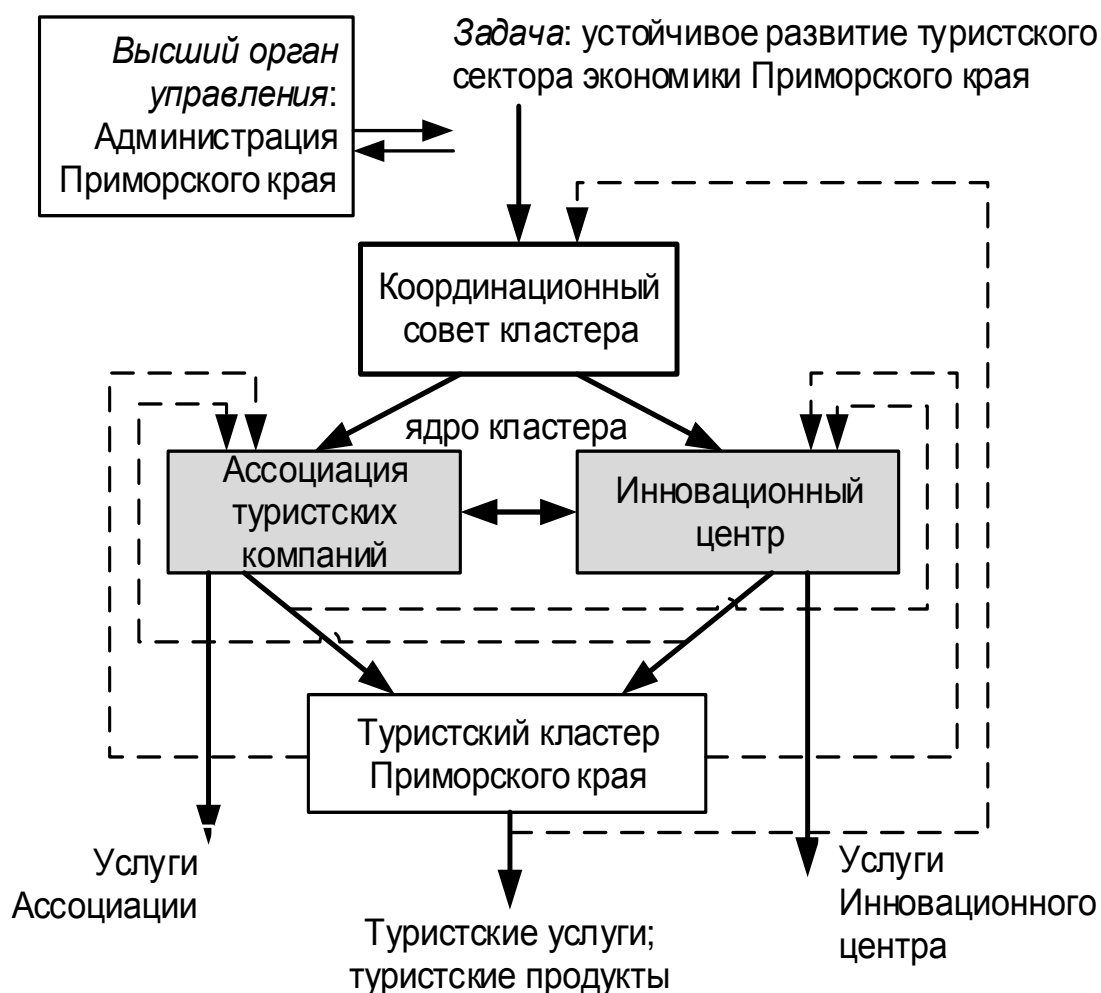 Высший орган
управления:
Администрация
Приморского края
Задача: устойчивое развитие туристского
сектора экономики Приморского края
Координационный
совет кластера
ядро кластера
Ассоциация
туристских
компаний
Инновационный
центр
Туристский кластер
Приморского края
Услуги
Ассоциации
Туристские услуги;
туристские продукты
Услуги
Инновационного
центра